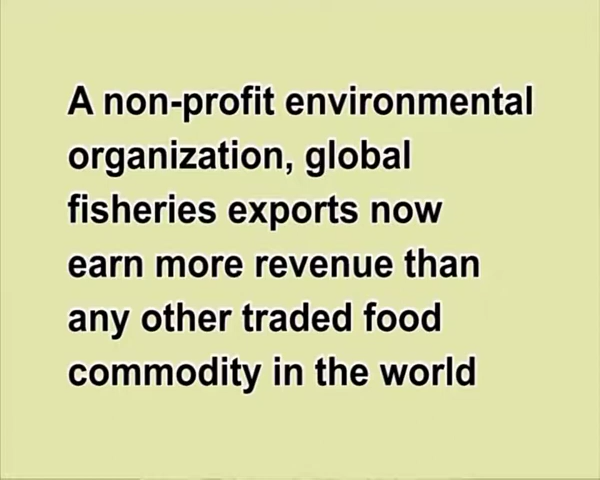 A non-profit environmental
organization, global
fisheries exports now
earn more revenue than
any other traded food
commodity in the world